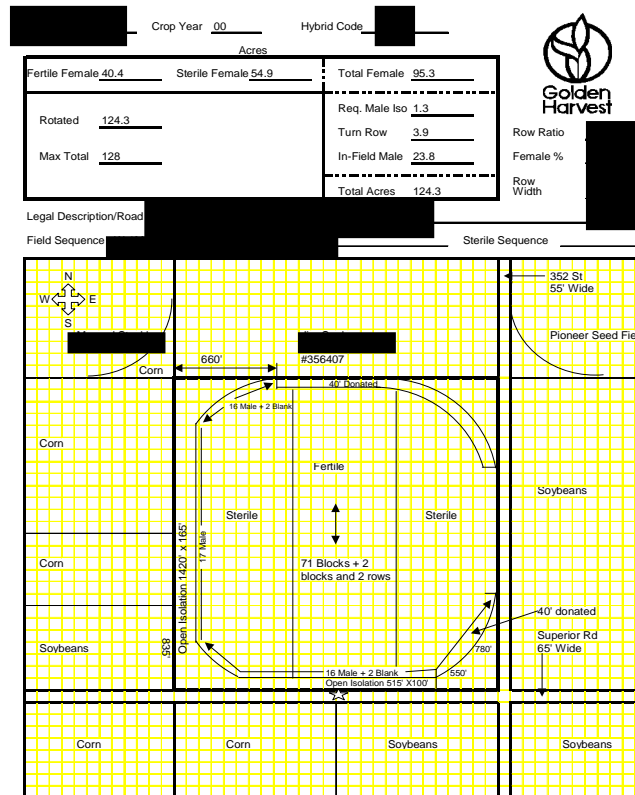 Crop Year 00 Hybrid Code
Acres
Fertile Female 40.4 Sterile Female 54.9 Total Female 95.3
Golden
Harvest
Req. Male Iso 1.3
Rotated 124.3
Turn Row 3.9 Row Ratio
Max Total 128 In-Field Male 23.8 Female %
Row
Width
Total Acres 124.3
Legal Description/Road
Field Sequence Sterile Sequence
N
W E
S
352 St
55' Wide
Pioneer Seed Fie
660' #356407
Corn
40' Donated
16 Male + 2 Blank
Corn
Fertile
Soybeans
Sterile Sterile
17 Male
Open Isolation 1420' x 165'
71 Blocks + 2
blocks and 2 rows
Corn
40' donated
Superior Rd
65' Wide
Soybeans
835'
780'
16 Male + 2 Blank
550'
Open Isolation 515' X100'
Corn Corn Soybeans Soybeans